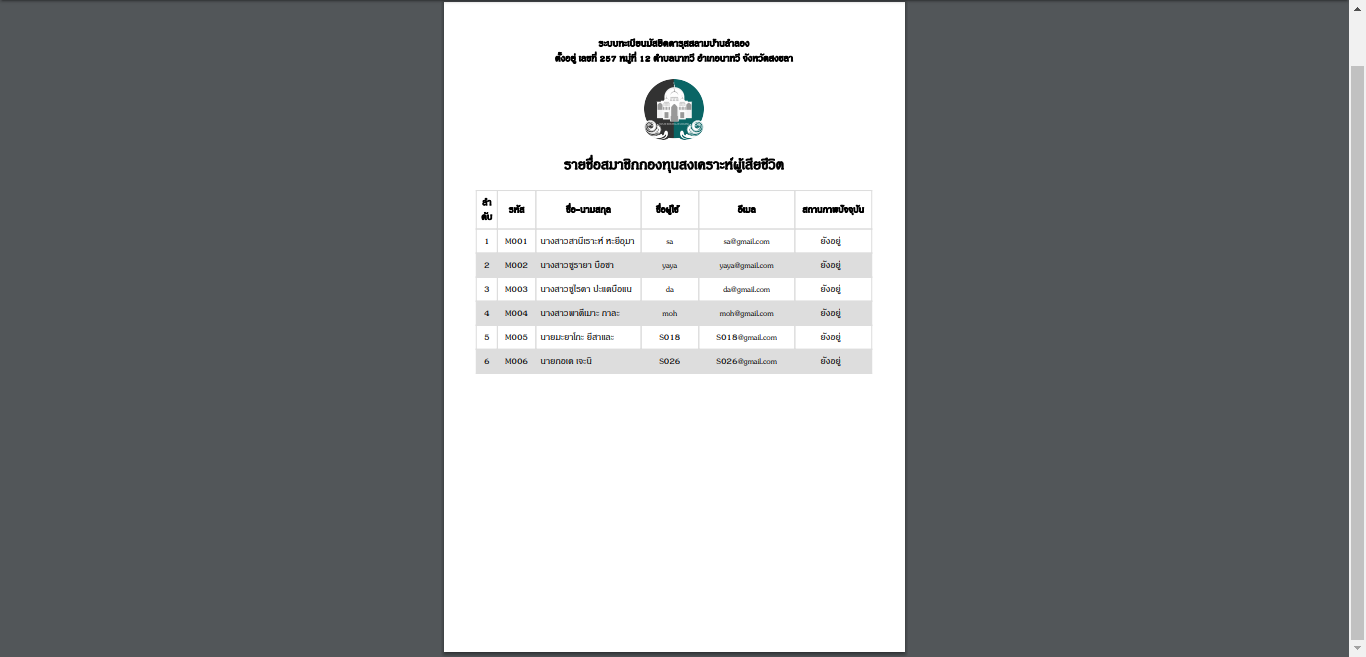 ระบบทะเบียนมัสยิดดารุสสลามบ้านลำลอง
ตั้งอยู่ เลขที่ 257 หมู่ที่ 12 ตำบลนาทวี อำเภอนาทวี จังหวัดสงขลา
รายชื่อสมาชิกกองทุนสงเคราะห์ผู้เสียชีวิต
ลำดับ รหัส ชื่อ-นามสกุล ชื่อผู้ใช้ อีเมล สถานภาพปัจจุบัน
1 M001 นางสาวสานีเราะห์ หะยีอุมา sa sa@gmail.com ยังอยู่
2 M002 นางสาวซูรายา มือซา yaya yaya@gmail.com ยังอยู่
3 M003 นางสาวซูไรดา ปะแตบือแน da da@gmail.com ยังอยู่
4 M004 นางสาวพาตีเมาะ กาละ moh moh@gmail.com ยังอยู่
5 M005 นายมะยาโกะ ยีสาและ S018 S018@gmail.com ยังอยู่
6 M006 นายกอเด เจะนิ S026 S026@gmail.com ยังอยู่